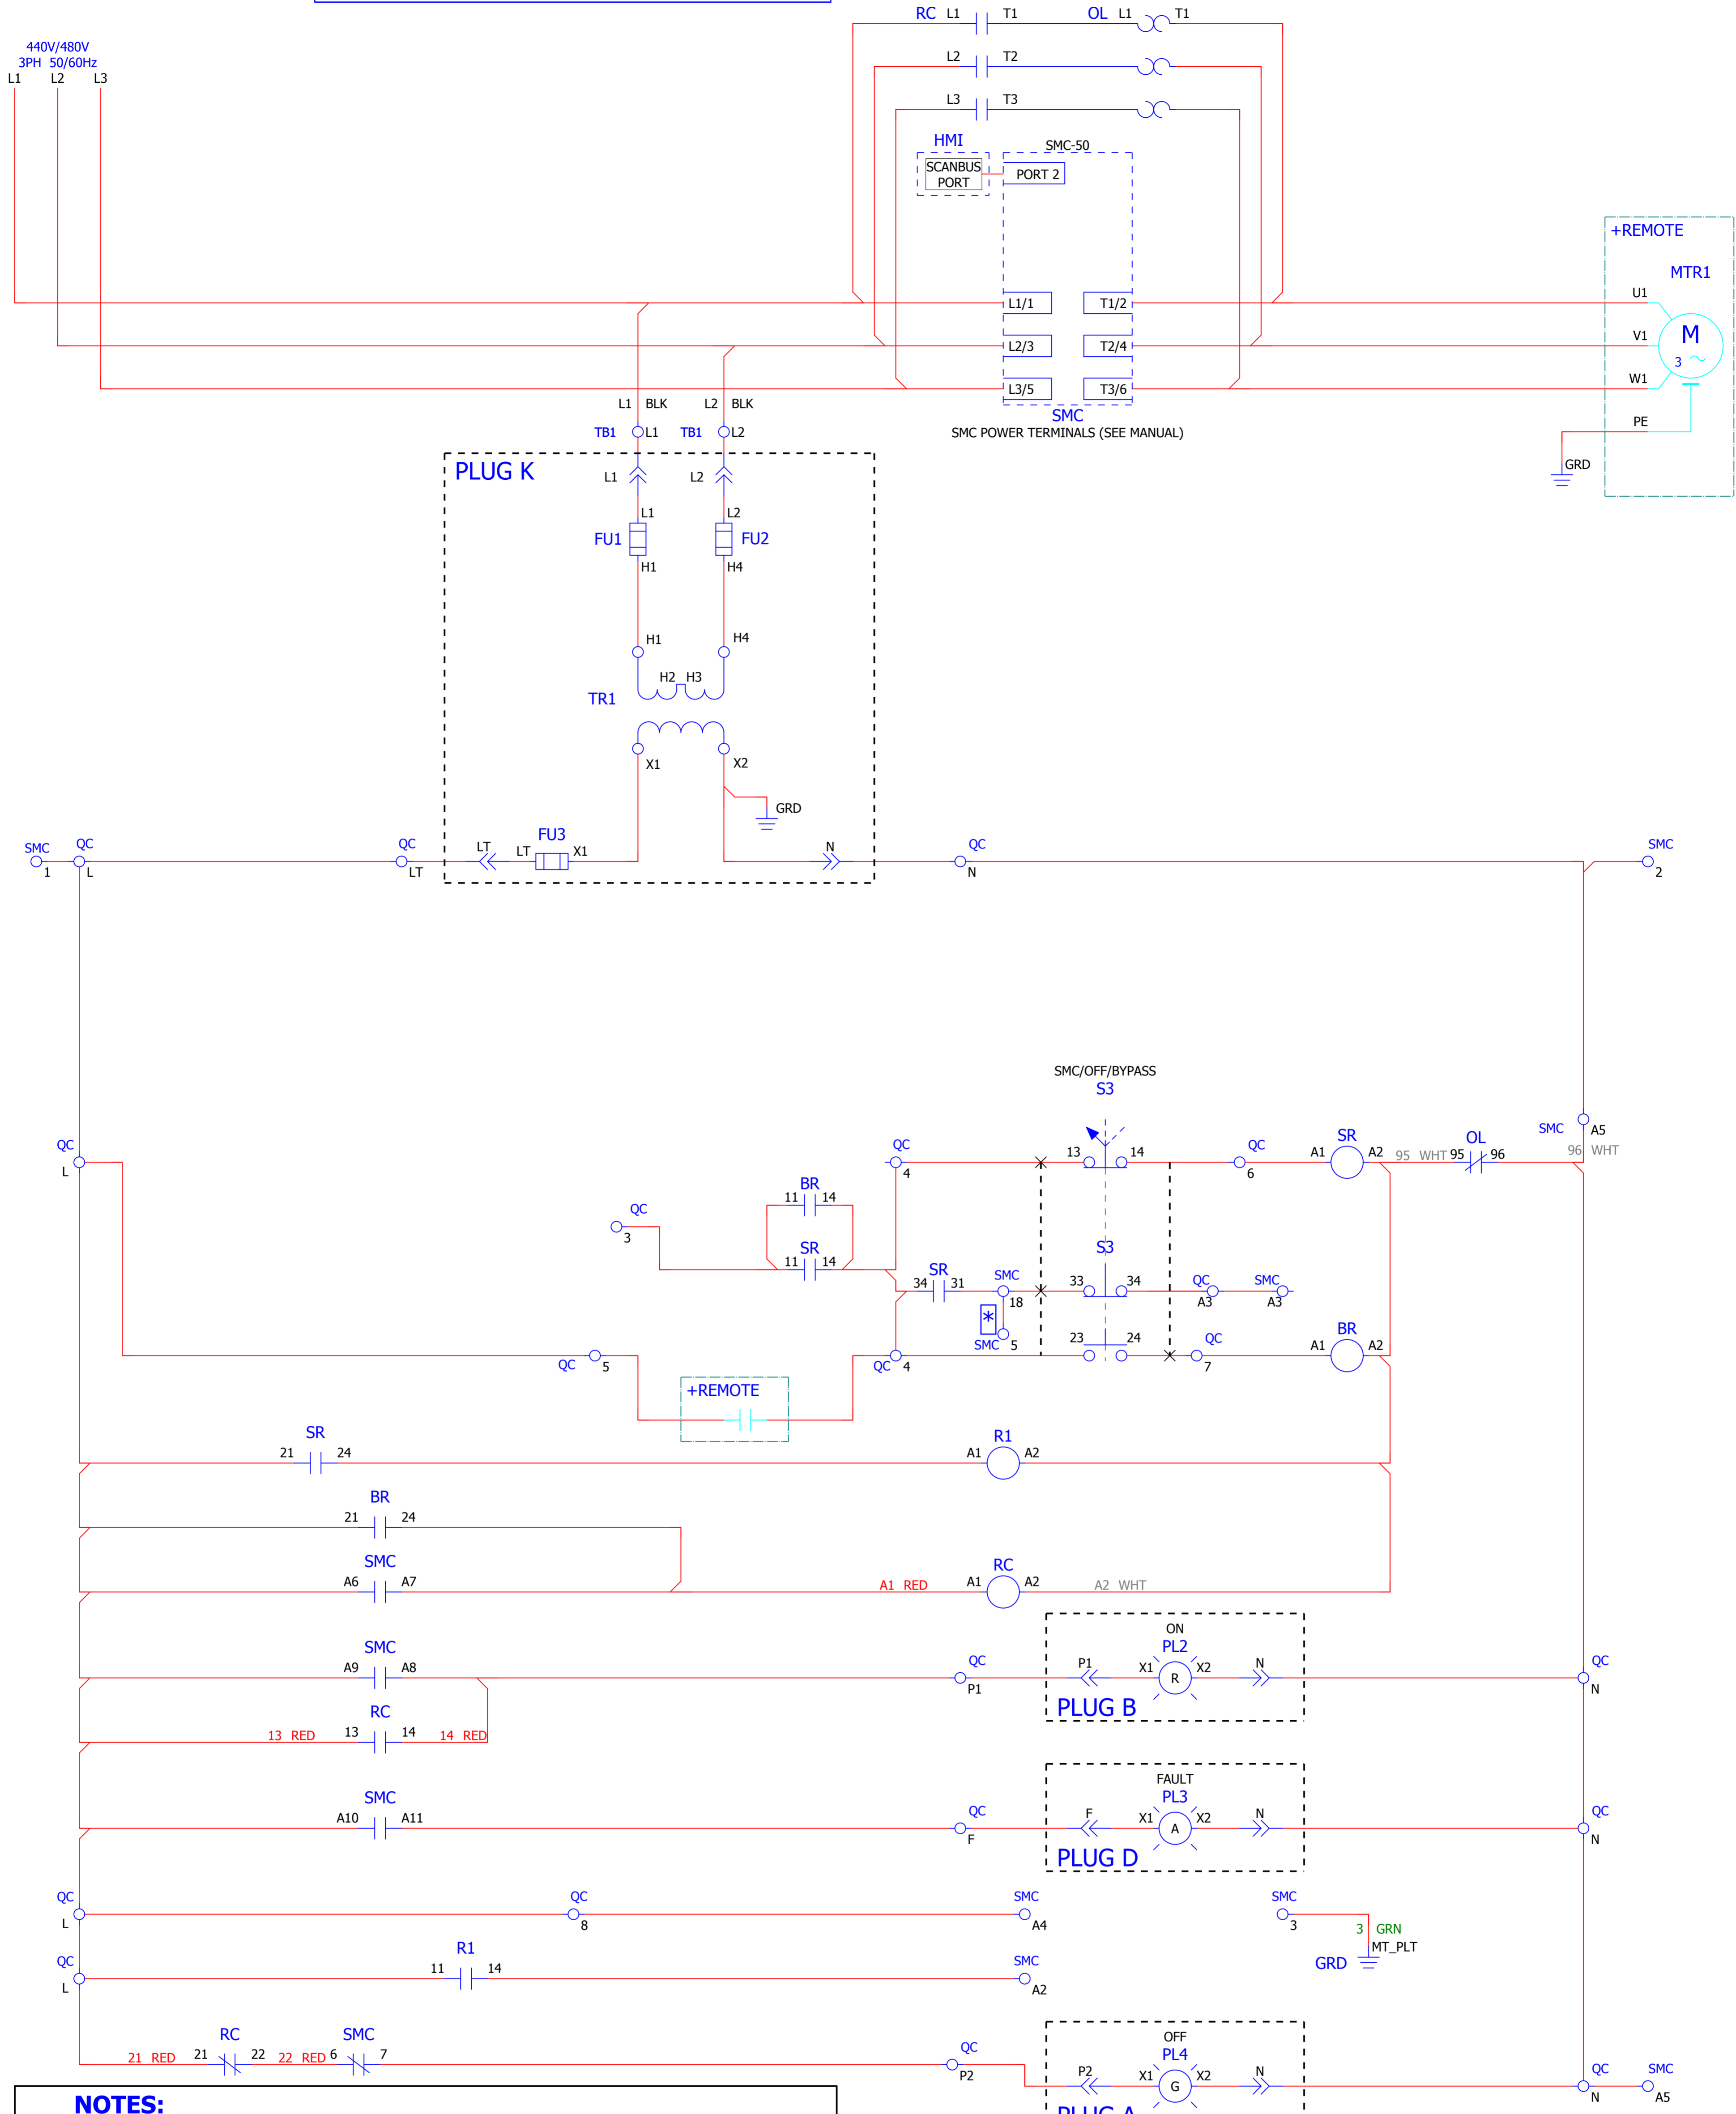 RC L1 T1 OL L1 T1
440V/480V
3PH 50/60Hz
L1 L2 L3
L2 T2
L3 T3
HMI
SMC-50
SCANBUS
PORT
PORT 2
+REMOTE
MTR1
L1/1 T1/2 U1
M
3
L2/3 T2/4 V1
L3/5 T3/6 W1
SMC
SMC POWER TERMINALS (SEE MANUAL)
PE
GRD
L1 BLK L2 BLK
TB1 L1 TB1 L2
PLUG K
L1 L2
L1 L2
FU1 FU2
H1 H4
H1 H4
H2 H3
TR1
X1 X2
GRD
SMC QC QC FU3 QC SMC
LT LT X1 N
1 L LT N 2
SMC/OFF/BYPASS
S3
SMC A5
QC QC 13 14 QC SR OL
A1 A2 95 WHT 95 96 96 WHT
L 4 6
BR
11 14
QC
3
SR
11 14
S3
SR
34 31
SMC 33 34 QC SMC
18 A3 A3
*
SMC 5
23 24 QC BR
A1 A2
QC 5 QC 4 7
+REMOTE
SR R1
21 24 A1 A2
BR
21 24
SMC RC
A6 A7 A1 RED A1 A2 A2 WHT
ON
SMC PL2
A9 A8 QC P1 X1 R X2 N QC
P1 N
PLUG B
RC
13 RED 13 14 14 RED
FAULT
SMC PL3
A10 A11 QC F X1 A X2 N QC
F N
PLUG D
QC QC SMC SMC
L 8 A4 3
3 GRN
MT_PLT
GRD
QC R1 SMC
11 14
L A2
RC SMC OFF
21 RED 21 22 22 RED 6 7 QC PL4
P2 P2 X1 G X2 N QC SMC
N A5
NOTES:
PLUG A